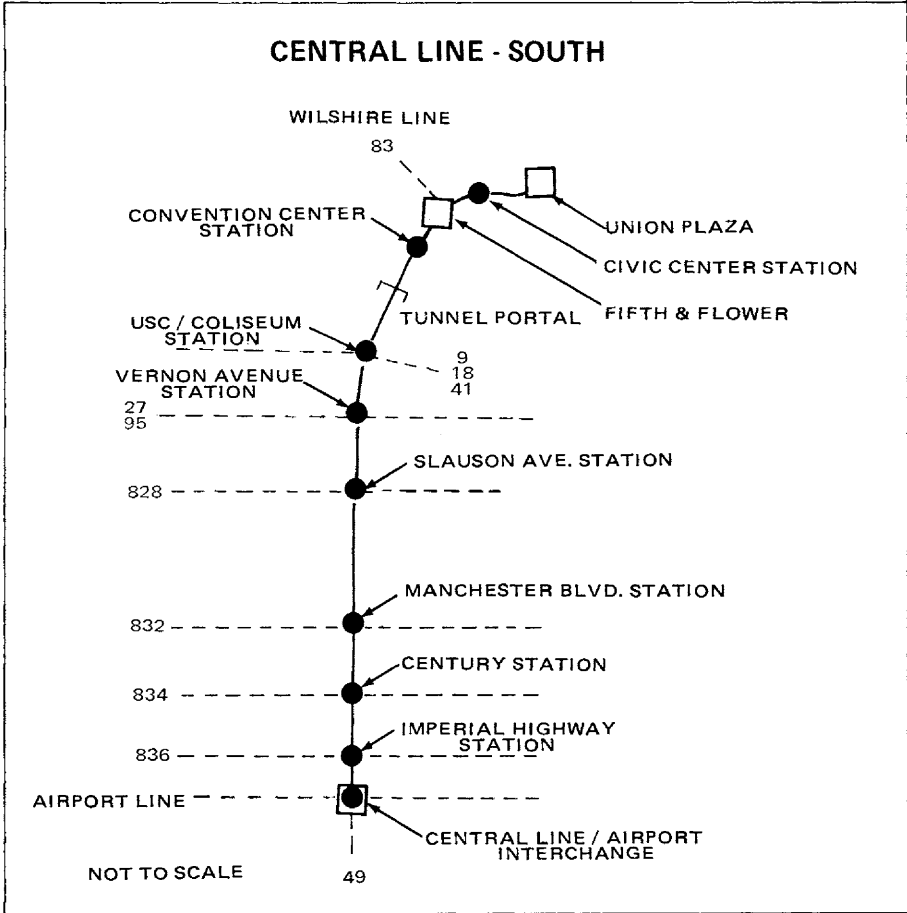 CENTRAL LINE - SOUTH
WILSHIRE LINE
83
CONVENTION CENTER
STATION
UNION PLAZA
CIVIC CENTER STATION
FIFTH & FLOWER
TUNNEL PORTAL
USC / COLISEUM
STATION
9
18
41
VERNON AVENUE
STATION
27
95
SLAUSON AVE. STATION
828
MANCHESTER BLVD. STATION
832
CENTURY STATION
834
IMPERIAL HIGHWAY
STATION
836
AIRPORT LINE
CENTRAL LINE / AIRPORT
INTERCHANGE
NOT TO SCALE
49